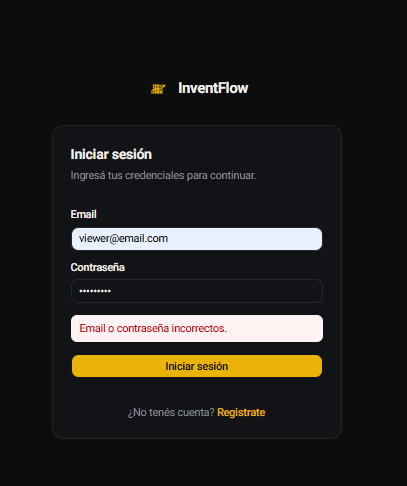 InventFlow
Iniciar sesión
Ingresá tus credenciales para continuar.
Email
viewer@email.com
Contraseña
•••••••••
Email o contraseña incorrectos.
Iniciar sesión
¿No tenés cuenta? Registrate